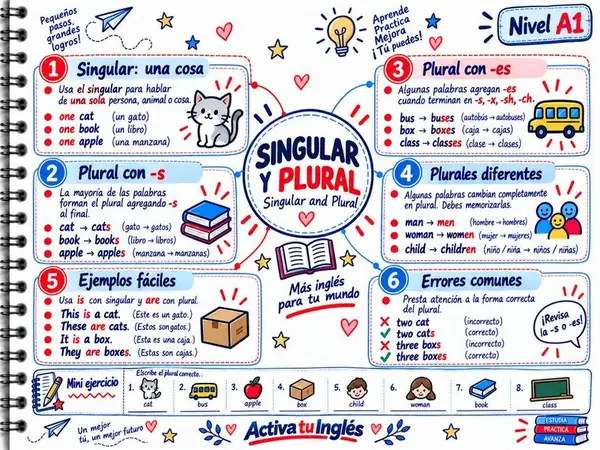 Pequeños
pasos,
grandes
logros!
Aprende
Practica
Mejora
¡Tú puedes!
Nivel A1
SINGULAR
Y PLURAL
Singular and Plural
Más inglés
para tu mundo
1 Singular: una cosa
Usa el singular para hablar
de una sola persona, animal o cosa.
one cat (un gato)
one book (un libro)
one apple (una manzana)
2 Plural con -s
La mayoría de las palabras
forman el plural agregando -s
al final.
cat → cats (gato → gatos)
book → books (libro → libros)
apple → apples (manzana → manzanas)
3 Plural con -es
Algunas palabras agregan -es
cuando terminan en -s, -x, -sh, -ch.
bus → buses (autobús → autobuses)
box → boxes (caja → cajas)
class → classes (clase → clases)
4 Plurales diferentes
Algunas palabras cambian completamente
en plural. Debes memorizarlas.
man → men (hombre → hombres)
woman → women (mujer → mujeres)
child → children (niño / niña → niños / niñas)
5 Ejemplos fáciles
Usa is con singular y are con plural.
This is a cat. (Este es un gato.)
These are cats. (Estos son gatos.)
It is a box. (Esta es una caja.)
They are boxes. (Estas son cajas.)
6 Errores comunes
Presta atención a la forma correcta
del plural.
✗ two cat (incorrecto)
✓ two cats (correcto)
✗ three boxs (incorrecto)
✓ three boxes (correcto)
¡Revisa
la -s o -es!
Mini ejercicio
Escribe el plural correcto.
1. cat
2. bus
3. apple
4. box
5. child
6. woman
7. book
8. class
Un mejor
tú, un mejor futuro
Activa tu Inglés
ESTUDIA
PRACTICA
AVANZA